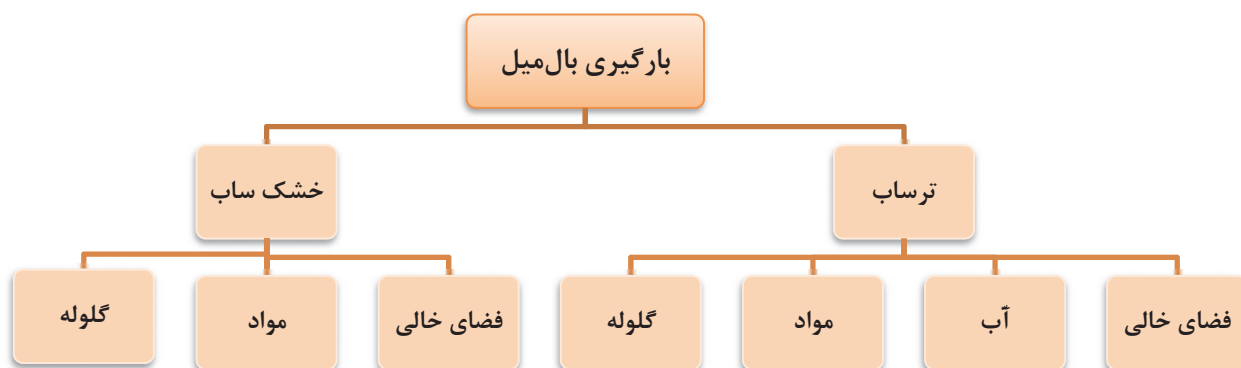 بارگیری بال‌میل
ترساب
خشک ساب
فضای خالی
آب
مواد
گلوله
فضای خالی
مواد
گلوله